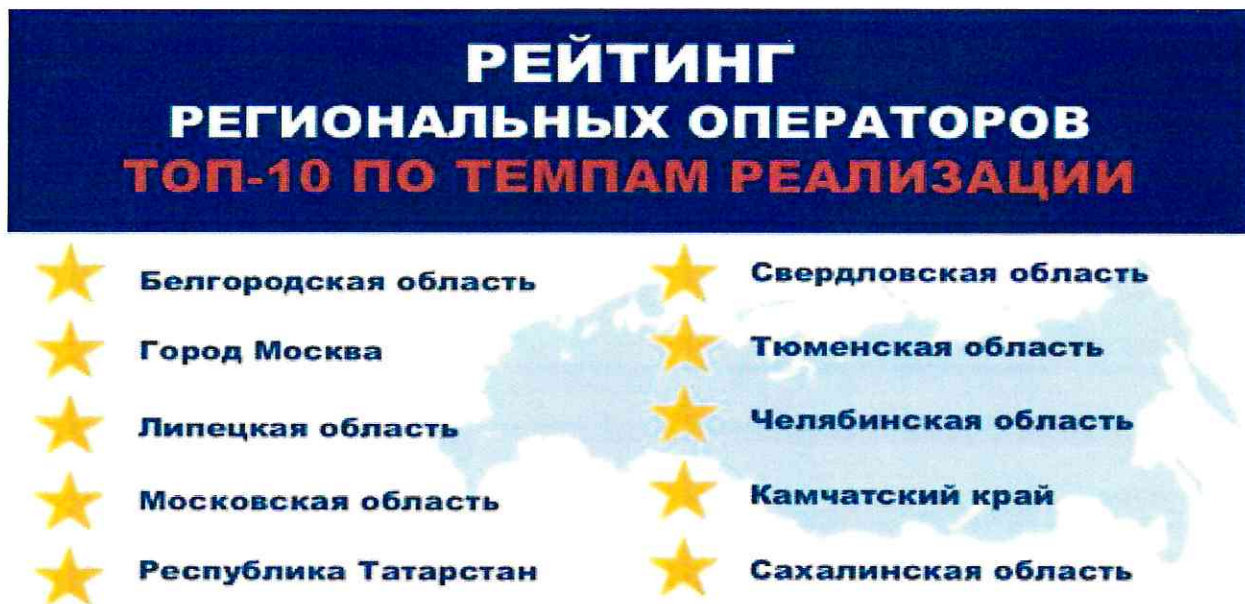 РЕЙТИНГ
РЕГИОНАЛЬНЫХ ОПЕРАТОРОВ
ТОП-10 ПО ТЕМПАМ РЕАЛИЗАЦИИ
Белгородская область
Город Москва
Липецкая область
Московская область
Республика Татарстан
Свердловская область
Тюменская область
Челябинская область
Камчатский край
Сахалинская область